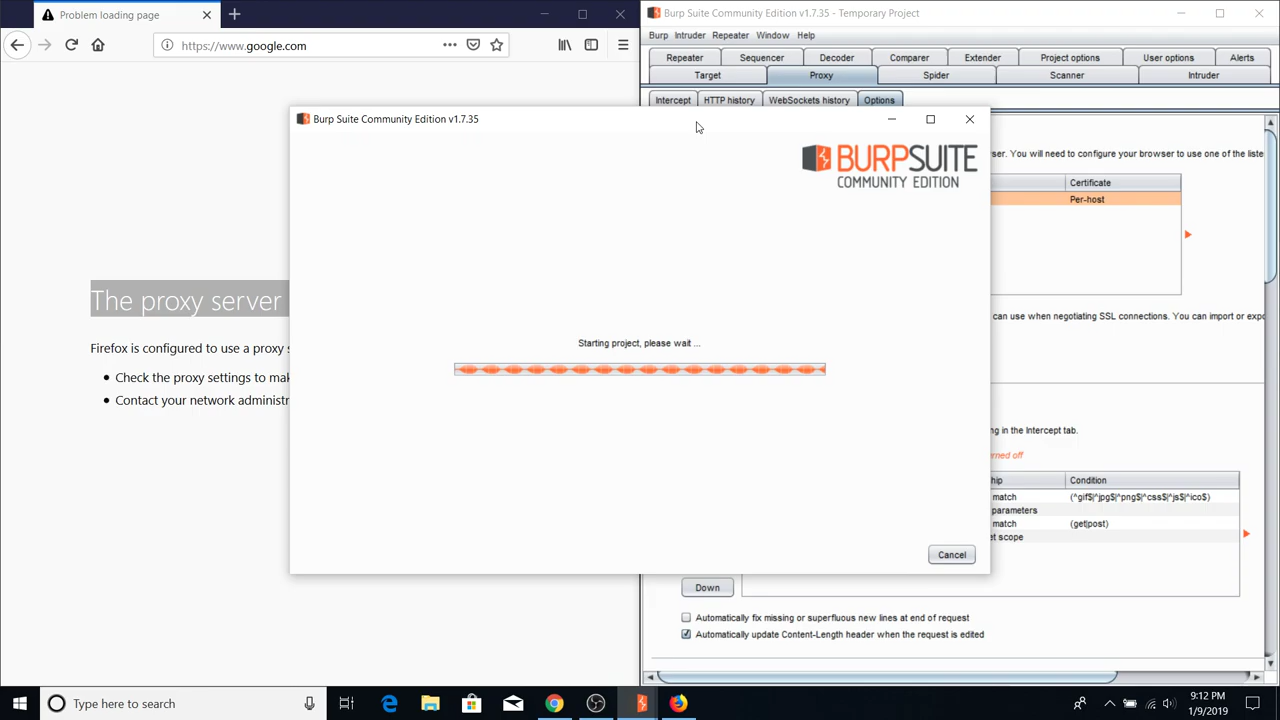 Problem loading page
https://www.google.com
The proxy server
Firefox is configured to use a proxy s
Check the proxy settings to mak
Contact your network administr
Burp Suite Community Edition v1.7.35 - Temporary Project
Burp Intruder Repeater Window Help
Repeater Sequencer Decoder Comparer Extender Project options User options Alerts
Target Proxy Spider Scanner Intruder
Intercept HTTP history WebSockets history Options
Burp Suite Community Edition v1.7.35
BURPSUITE
COMMUNITY EDITION
Starting project, please wait ...
Cancel
ser. You will need to configure your browser to use one of the liste
Certificate
Per-host
can use when negotiating SSL connections. You can import or expo
ng in the Intercept tab.
rned off
hip Condition
match (^gif$|^jpg$|^png$|^css$|^js$|^ico$)
parameters
match (get|post)
et scope
Down
Automatically fix missing or superfluous new lines at end of request
Automatically update Content-Length header when the request is edited
Type here to search
9:12 PM
1/9/2019